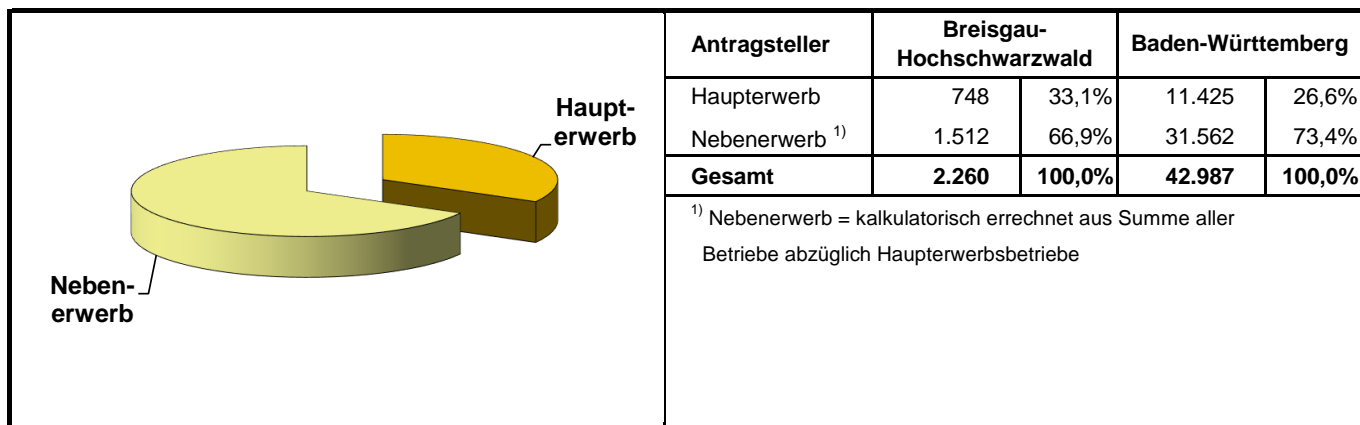 Haupt-
erwerb
Neben-
erwerb
Antragsteller Breisgau-Hochschwarzwald Baden-Württemberg
Haupterwerb 748 33,1% 11.425 26,6%
Nebenerwerb 1) 1.512 66,9% 31.562 73,4%
Gesamt 2.260 100,0% 42.987 100,0%
1) Nebenerwerb = kalkulatorisch errechnet aus Summe aller
Betriebe abzüglich Haupterwerbsbetriebe